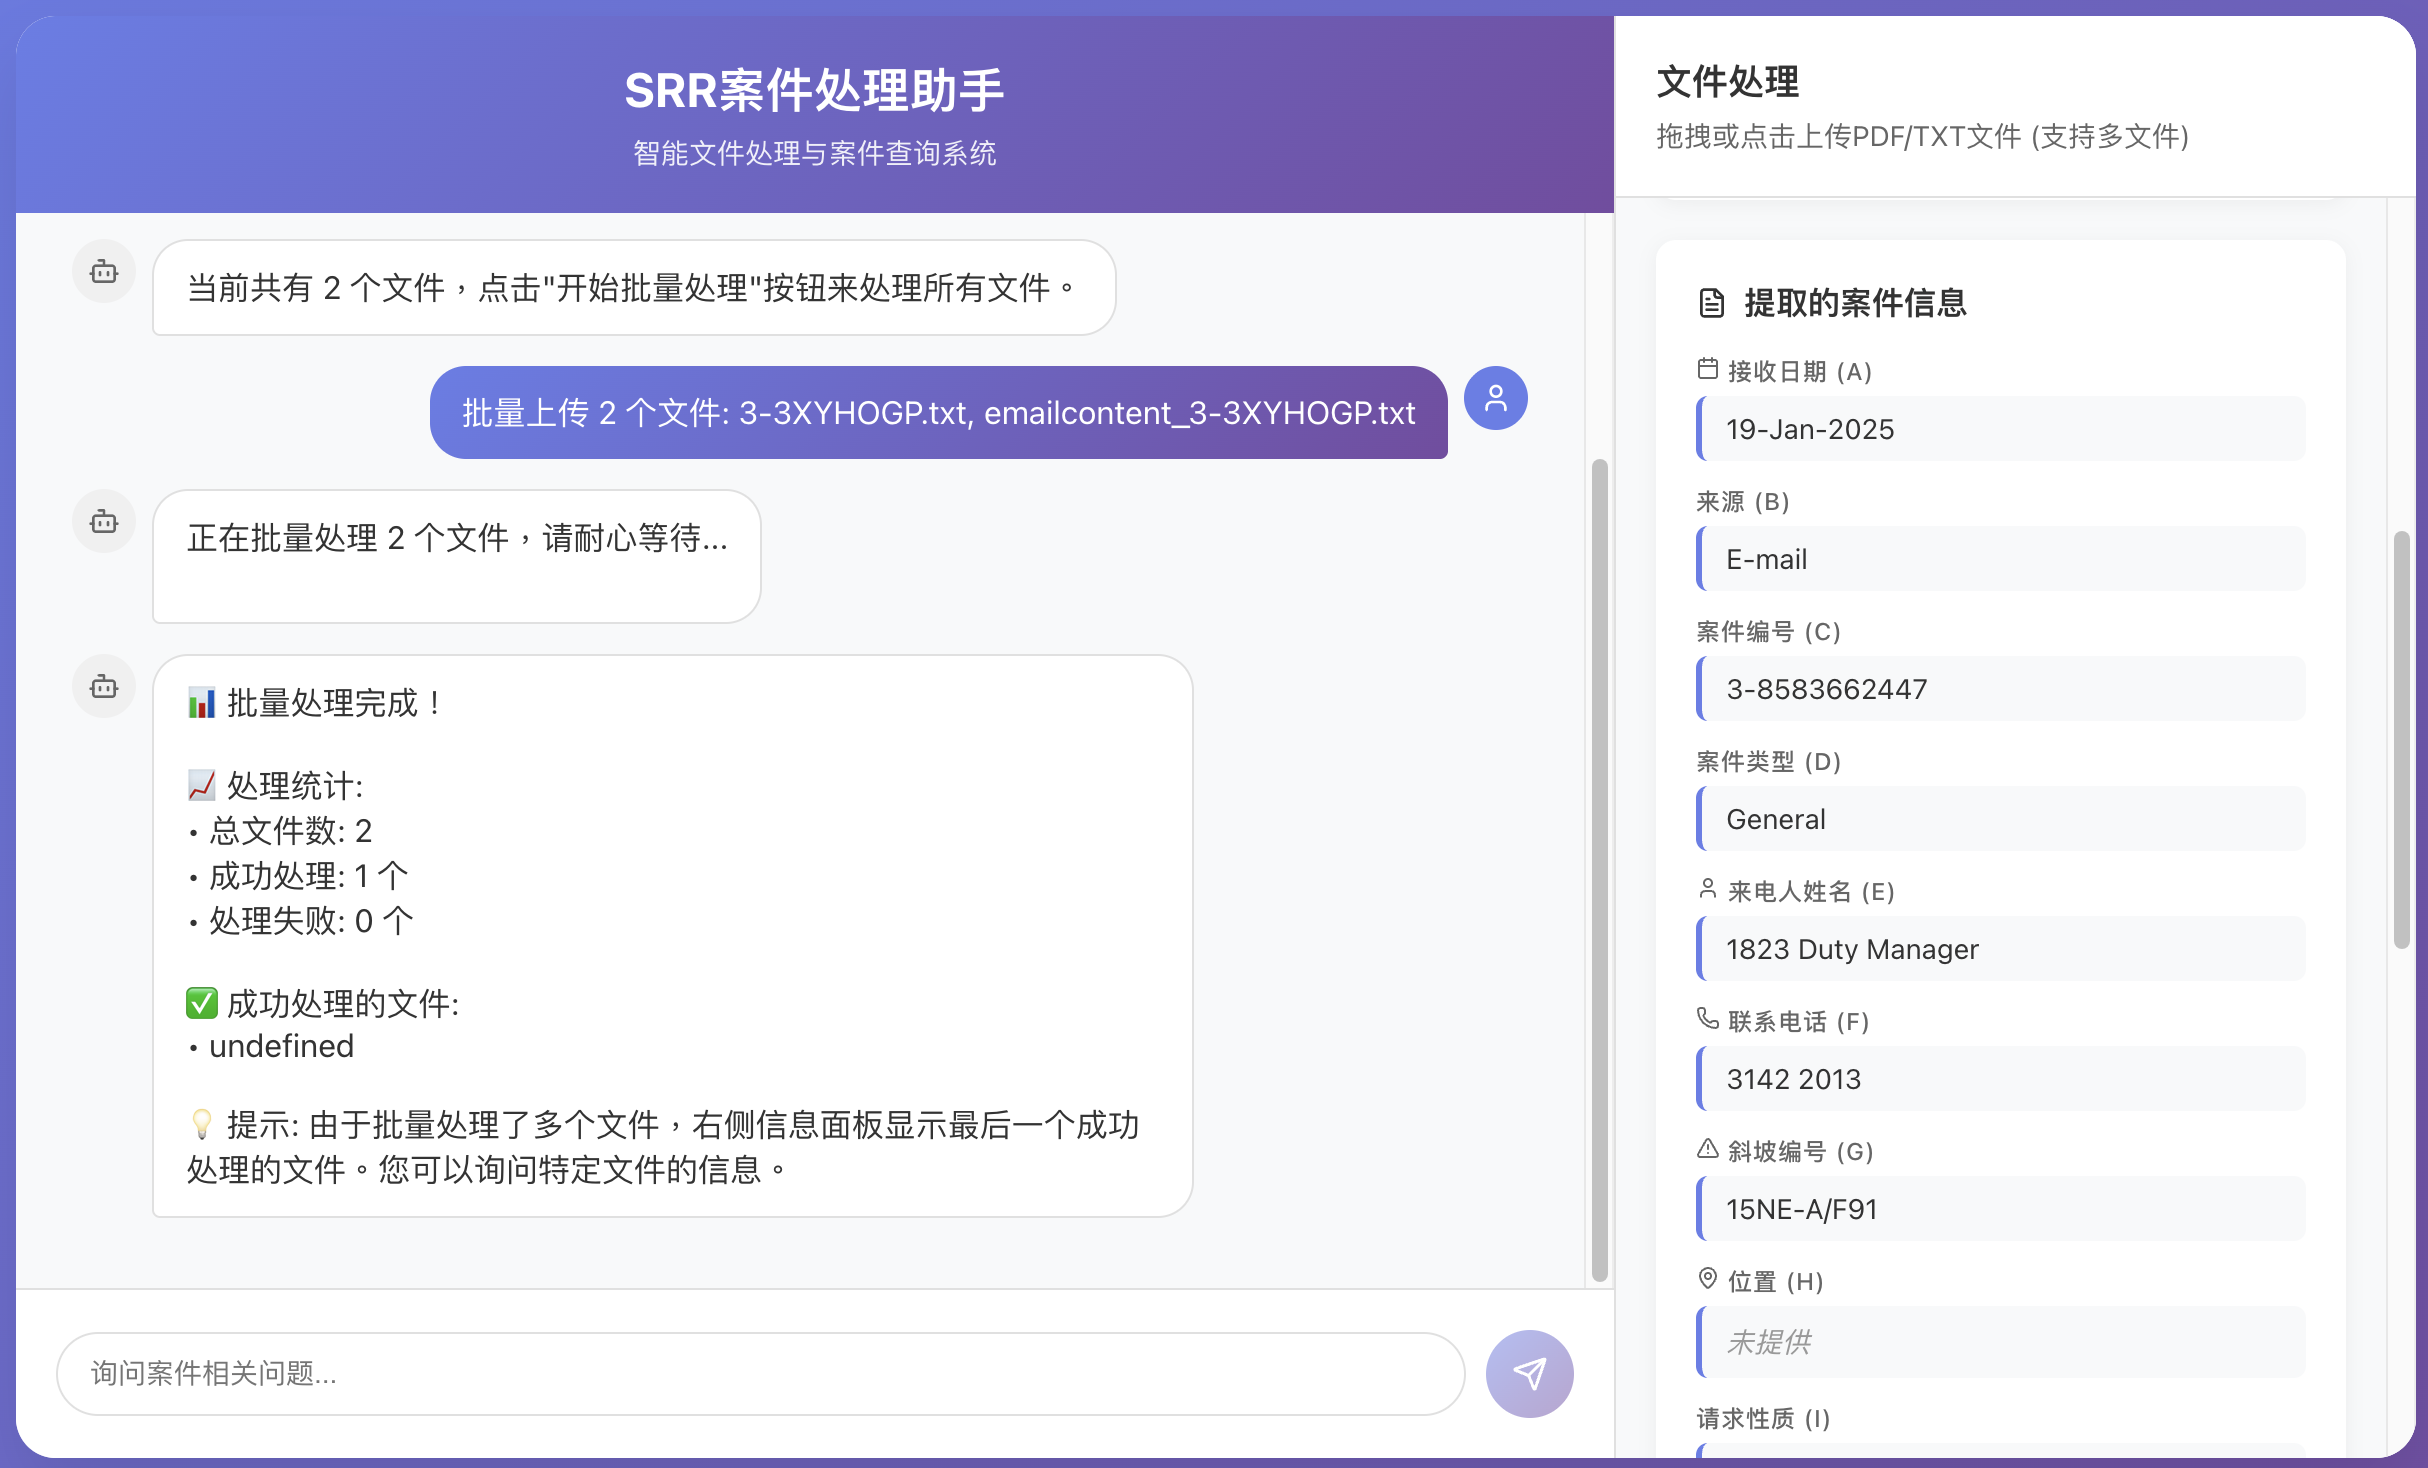 SRR案件处理助手
智能文件处理与案件查询系统
当前共有 2 个文件，点击"开始批量处理"按钮来处理所有文件。
批量上传 2 个文件: 3-3XYHOGP.txt, emailcontent_3-3XYHOGP.txt
正在批量处理 2 个文件，请耐心等待...
📊 批量处理完成！
📈 处理统计:
• 总文件数: 2
• 成功处理: 1 个
• 处理失败: 0 个
✅ 成功处理的文件:
• undefined
💡 提示: 由于批量处理了多个文件，右侧信息面板显示最后一个成功
处理的文件。您可以询问特定文件的信息。
询问案件相关问题...
文件处理
拖拽或点击上传PDF/TXT文件 (支持多文件)
提取的案件信息
接收日期 (A)
19-Jan-2025
来源 (B)
E-mail
案件编号 (C)
3-8583662447
案件类型 (D)
General
来电人姓名 (E)
1823 Duty Manager
联系电话 (F)
3142 2013
斜坡编号 (G)
15NE-A/F91
位置 (H)
未提供
请求性质 (I)